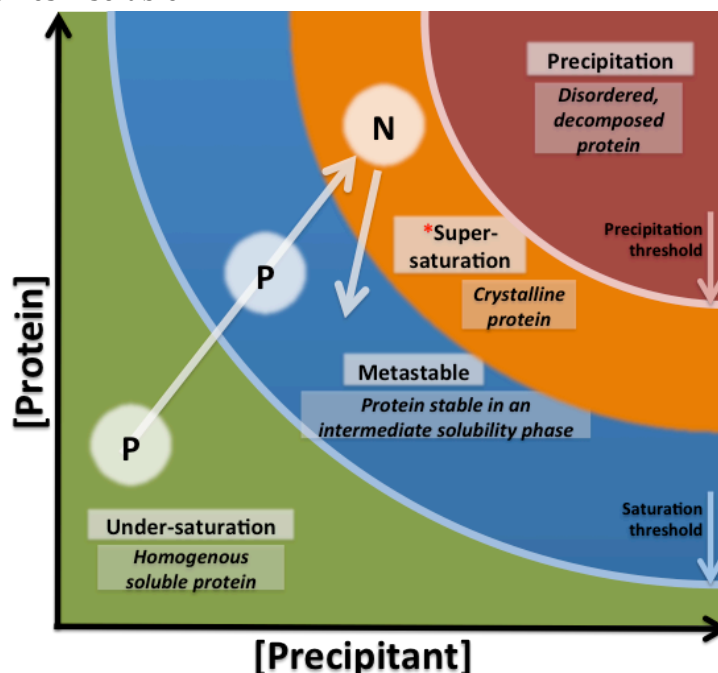 Precipitation
Disordered,
decomposed
protein
N
Precipitation
threshold
*Super-
saturation
P
Crystalline
protein
[Protein]
Metastable
Protein stable in an
intermediate solubility phase
P
Saturation
threshold
Under-saturation
Homogenous
soluble protein
[Precipitant]